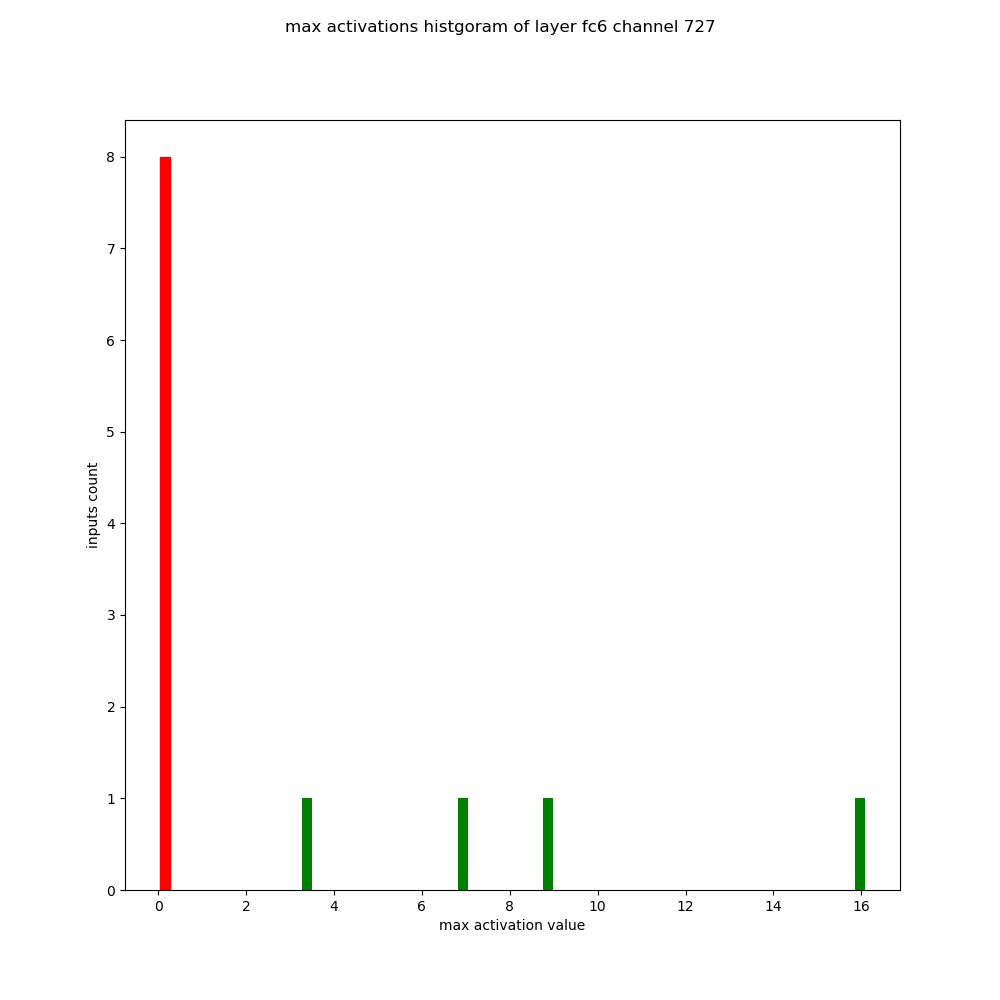 max activations histgoram of layer fc6 channel 727
8
7
6
5
4
3
2
1
0
inputs count
0 2 4 6 8 10 12 14 16
max activation value